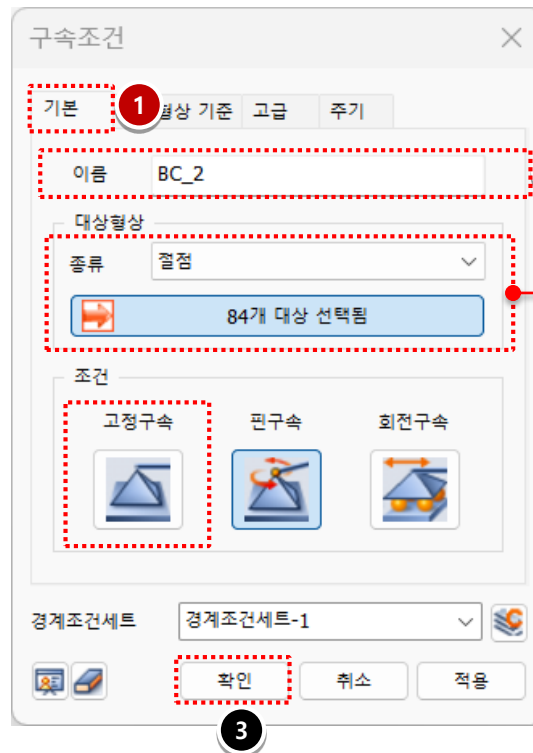 구속조건
기본 1 형상 기준 고급 주기
이름 BC_2
대상형상
종류 절점
84개 대상 선택됨
조건
고정구속 핀구속 회전구속
경계조건세트 경계조건세트-1
확인 취소 적용
3